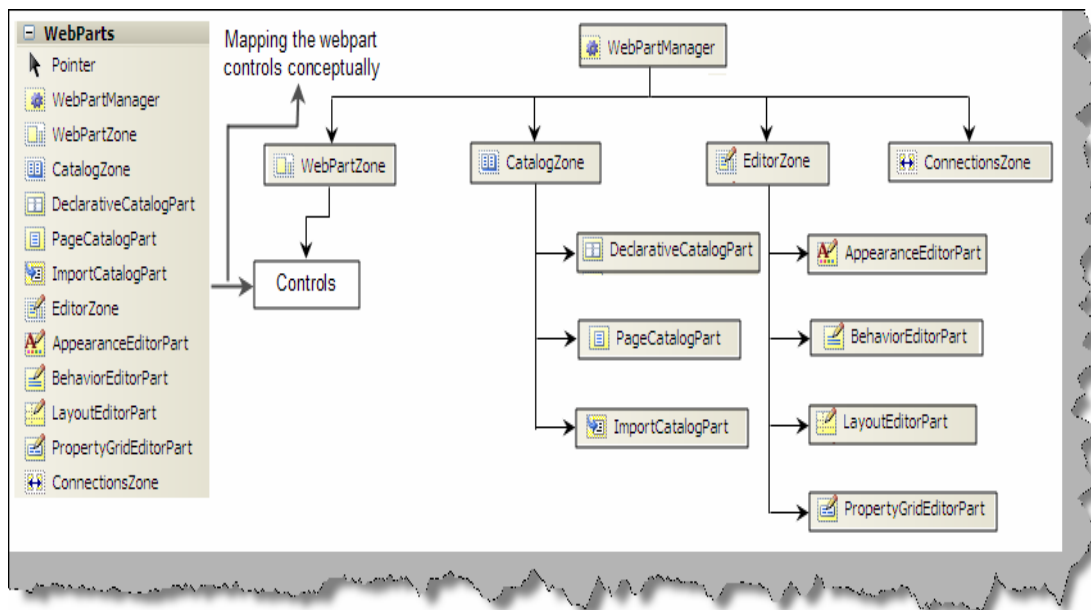 WebParts
Pointer
WebPartManager
WebPartZone
CatalogZone
DeclarativeCatalogPart
PageCatalogPart
ImportCatalogPart
EditorZone
AppearanceEditorPart
BehaviorEditorPart
LayoutEditorPart
PropertyGridEditorPart
ConnectionsZone
Mapping the webpart
controls conceptually
WebPartManager
WebPartZone
CatalogZone
EditorZone
ConnectionsZone
Controls
DeclarativeCatalogPart
PageCatalogPart
ImportCatalogPart
AppearanceEditorPart
BehaviorEditorPart
LayoutEditorPart
PropertyGridEditorPart